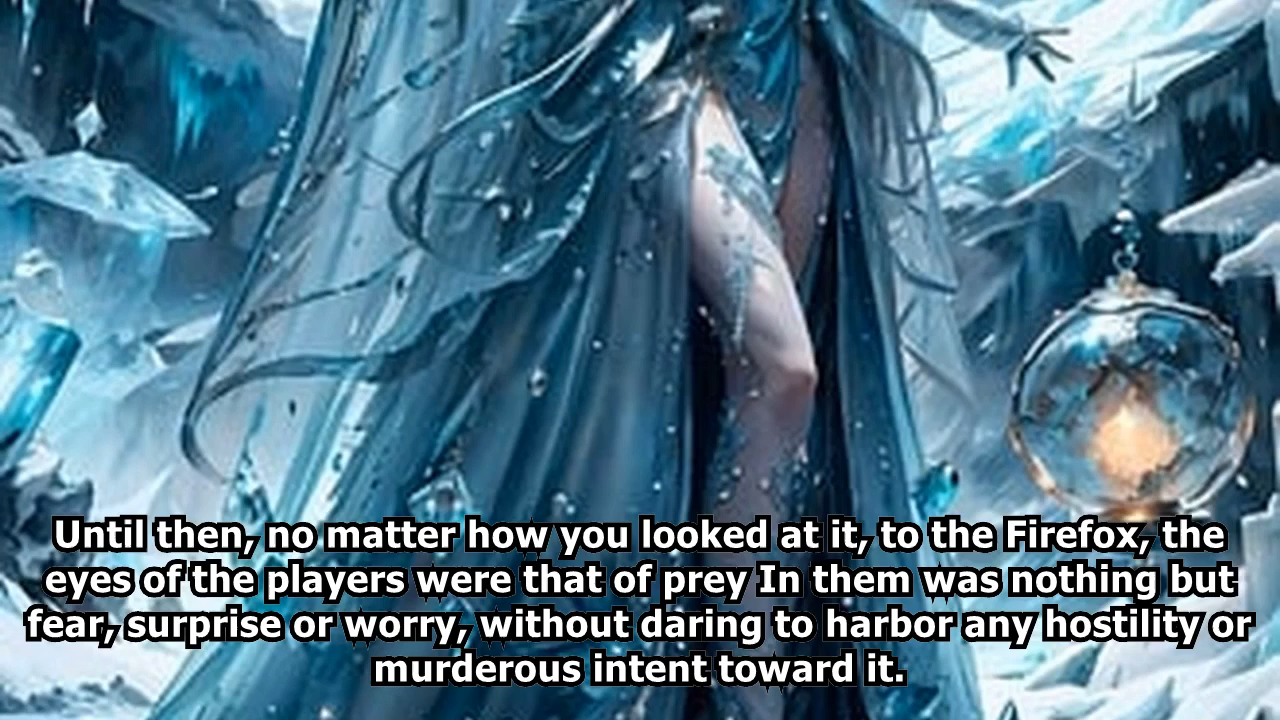 Until then, no matter how you looked at it, to the Firefox, the
eyes of the players were that of prey In them was nothing but
fear, surprise or worry, without daring to harbor any hostility or
murderous intent toward it.